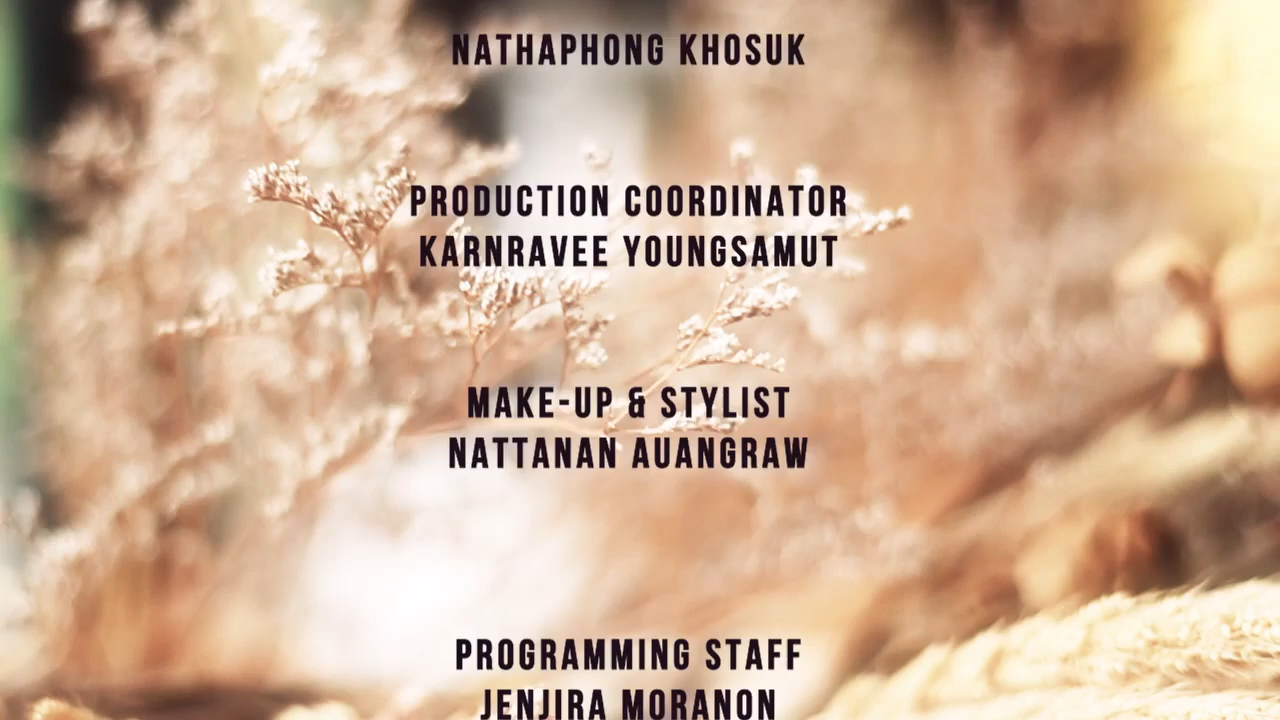 NATHAPHONG KHOSUK
PRODUCTION COORDINATOR
KARNRAVEE YOUNGSAMUT
MAKE-UP & STYLIST
NATTANAN AUANGRAW
PROGRAMMING STAFF
JENJIRA MORANON